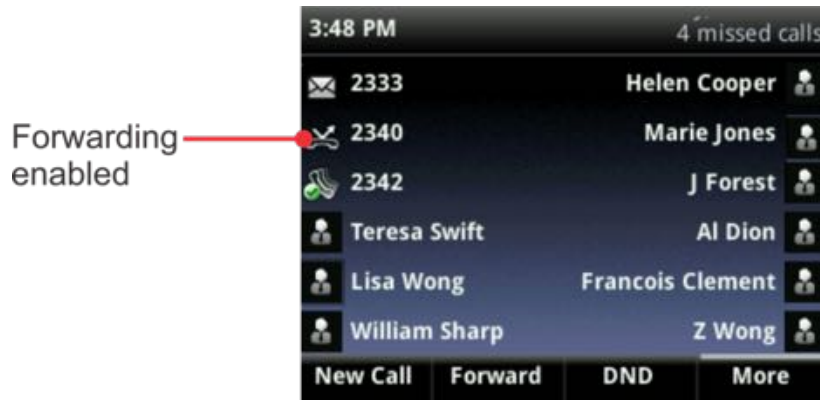 3:48 PM 4 missed calls
2333 Helen Cooper
Forwarding enabled
2340 Marie Jones
2342 J Forest
Teresa Swift Al Dion
Lisa Wong Francois Clement
William Sharp Z Wong
New Call Forward DND More